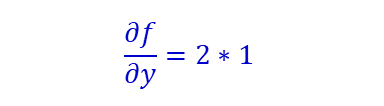 ∂f/∂y = 2 * 1